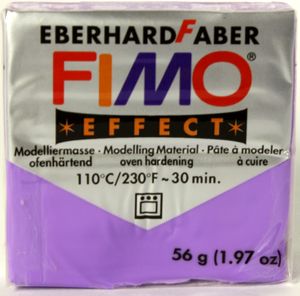 EBERHARDFABER
FIMO®
*EFFECT*
Modelliermasse · Modelling Material · Pâte à modeler
ofenhärtend oven hardening à cuire
110°C/230°F ~ 30 min.
56 g (1.97 oz)